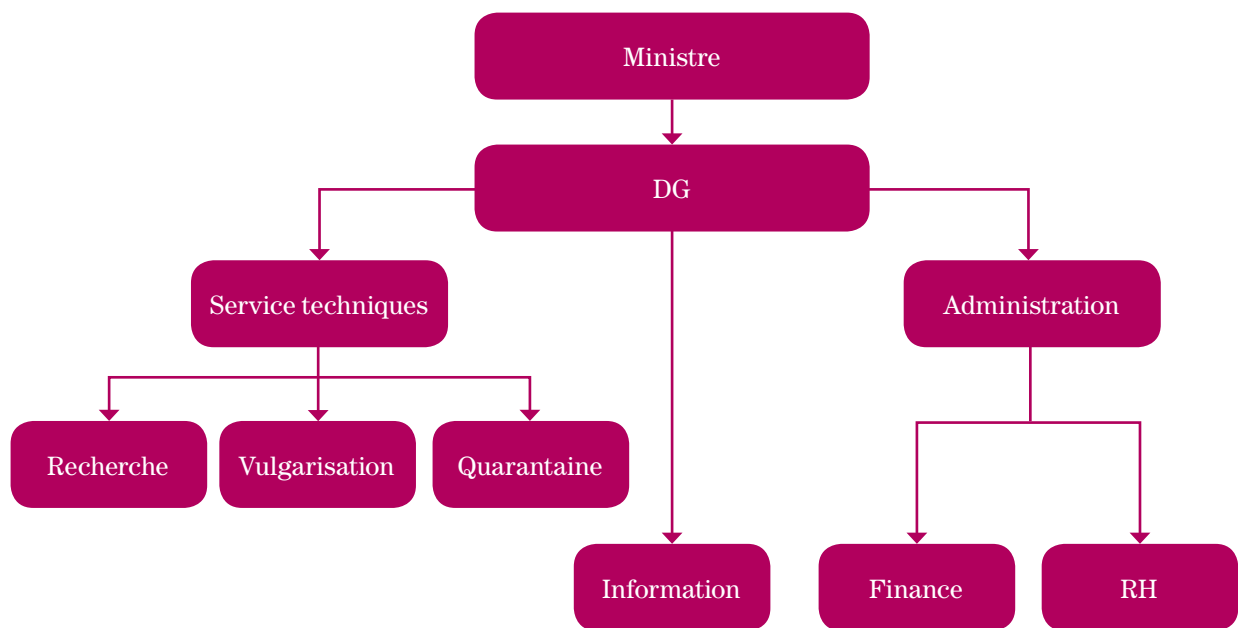 Ministre
DG
Service techniques
Administration
Recherche
Vulgarisation
Quarantaine
Information
Finance
RH